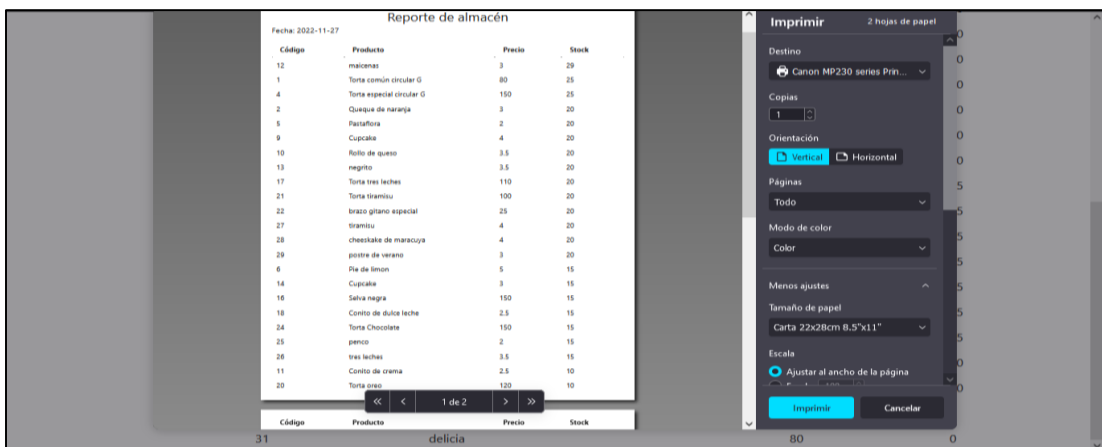 Reporte de almacén
Fecha: 2022-11-27
Código Producto Precio Stock
12 maicenas 3 29
1 Torta común circular G 80 25
4 Torta especial circular G 150 25
2 Queque de naranja 3 20
5 Pastaflora 2 20
9 Cupcake 4 20
10 Rollo de queso 3.5 20
13 negrito 3.5 20
17 Torta tres leches 110 20
21 Torta tiramisu 100 20
22 brazo gitano especial 25 20
27 tiramisu 4 20
28 cheeskake de maracuya 4 20
29 postre de verano 3 20
6 Pie de limon 5 15
14 Cupcake 3 15
16 Selva negra 150 15
18 Conito de dulce leche 2.5 15
24 Torta Chocolate 150 15
25 penco 2 15
26 tres leches 3.5 15
11 Conito de crema 2.5 10
20 Torta oreo 120 10
1 de 2
Código Producto Precio Stock
31 delicia 80 0
Imprimir 2 hojas de papel
Destino
Canon MP230 series Prin...
Copias
1
Orientación
Vertical Horizontal
Páginas
Todo
Modo de color
Color
Menos ajustes
Tamaño de papel
Carta 22x28cm 8.5"x11"
Escala
Ajustar al ancho de la página
Imprimir Cancelar